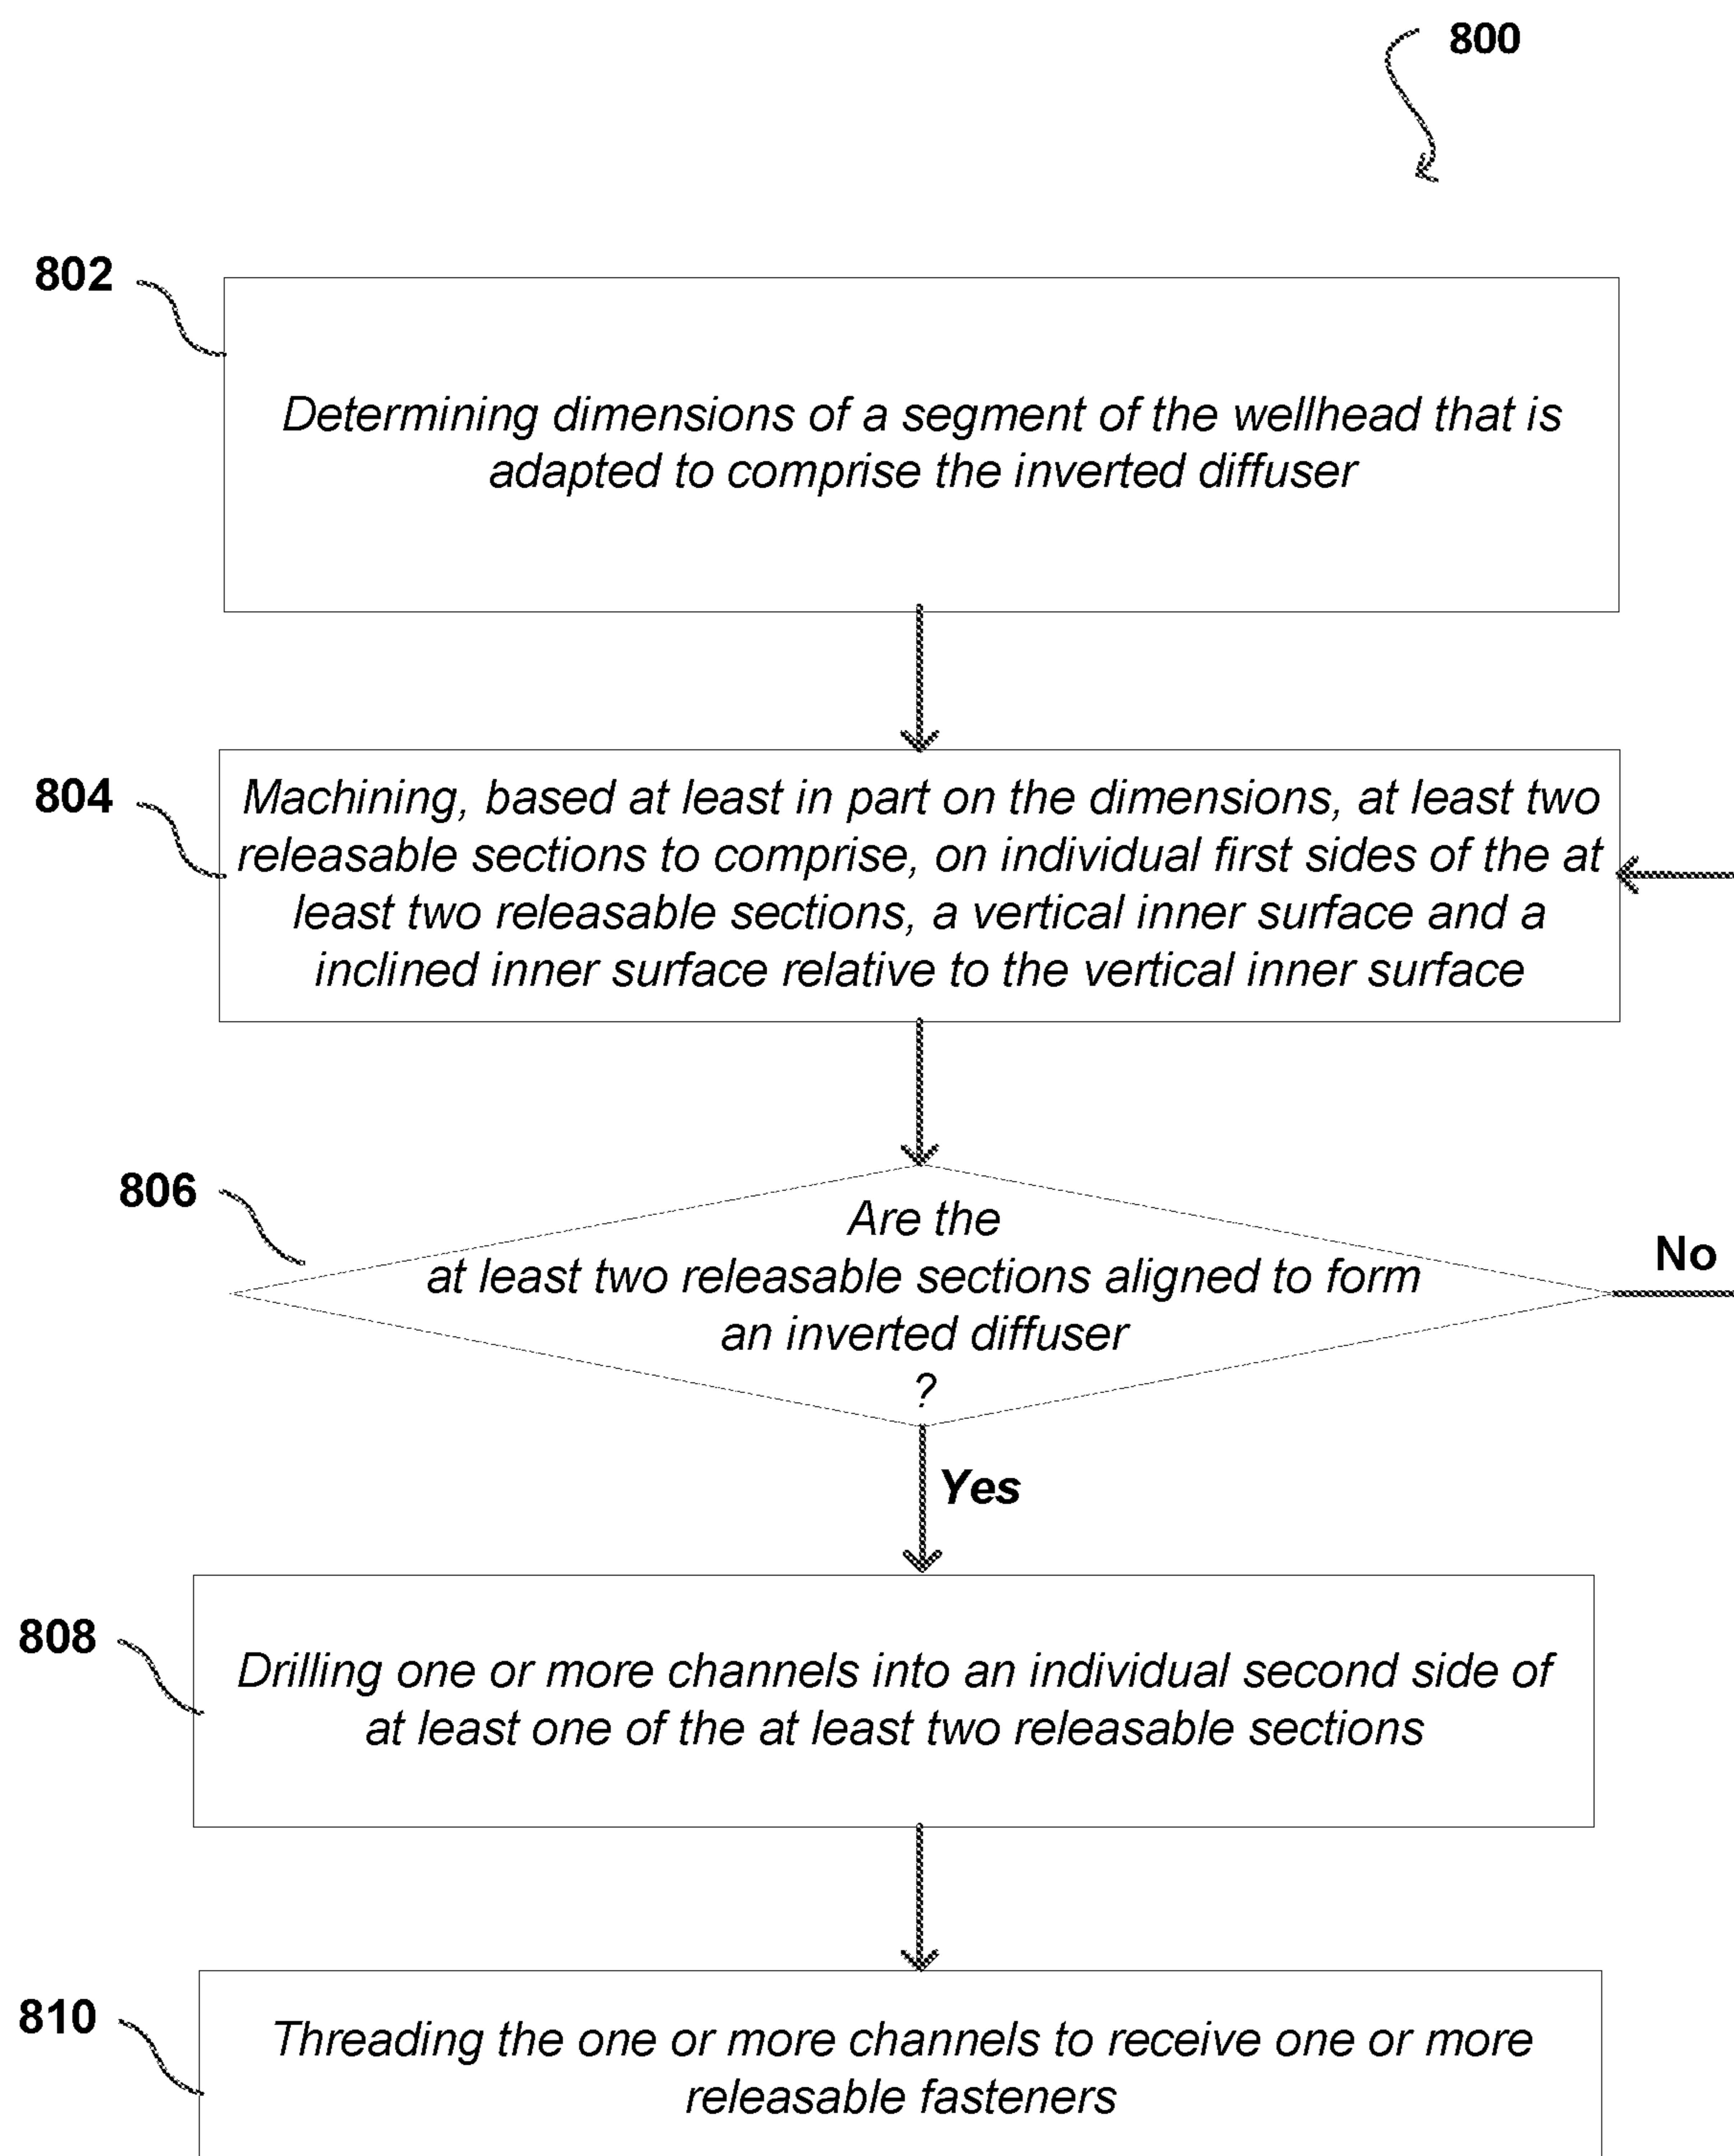 800
802
Determining dimensions of a segment of the wellhead that is
adapted to comprise the inverted diffuser
804
Machining, based at least in part on the dimensions, at least two
releasable sections to comprise, on individual first sides of the at
least two releasable sections, a vertical inner surface and a
inclined inner surface relative to the vertical inner surface
806
Are the
at least two releasable sections aligned to form
an inverted diffuser
?
No
Yes
808
Drilling one or more channels into an individual second side of
at least one of the at least two releasable sections
810
Threading the one or more channels to receive one or more
releasable fasteners